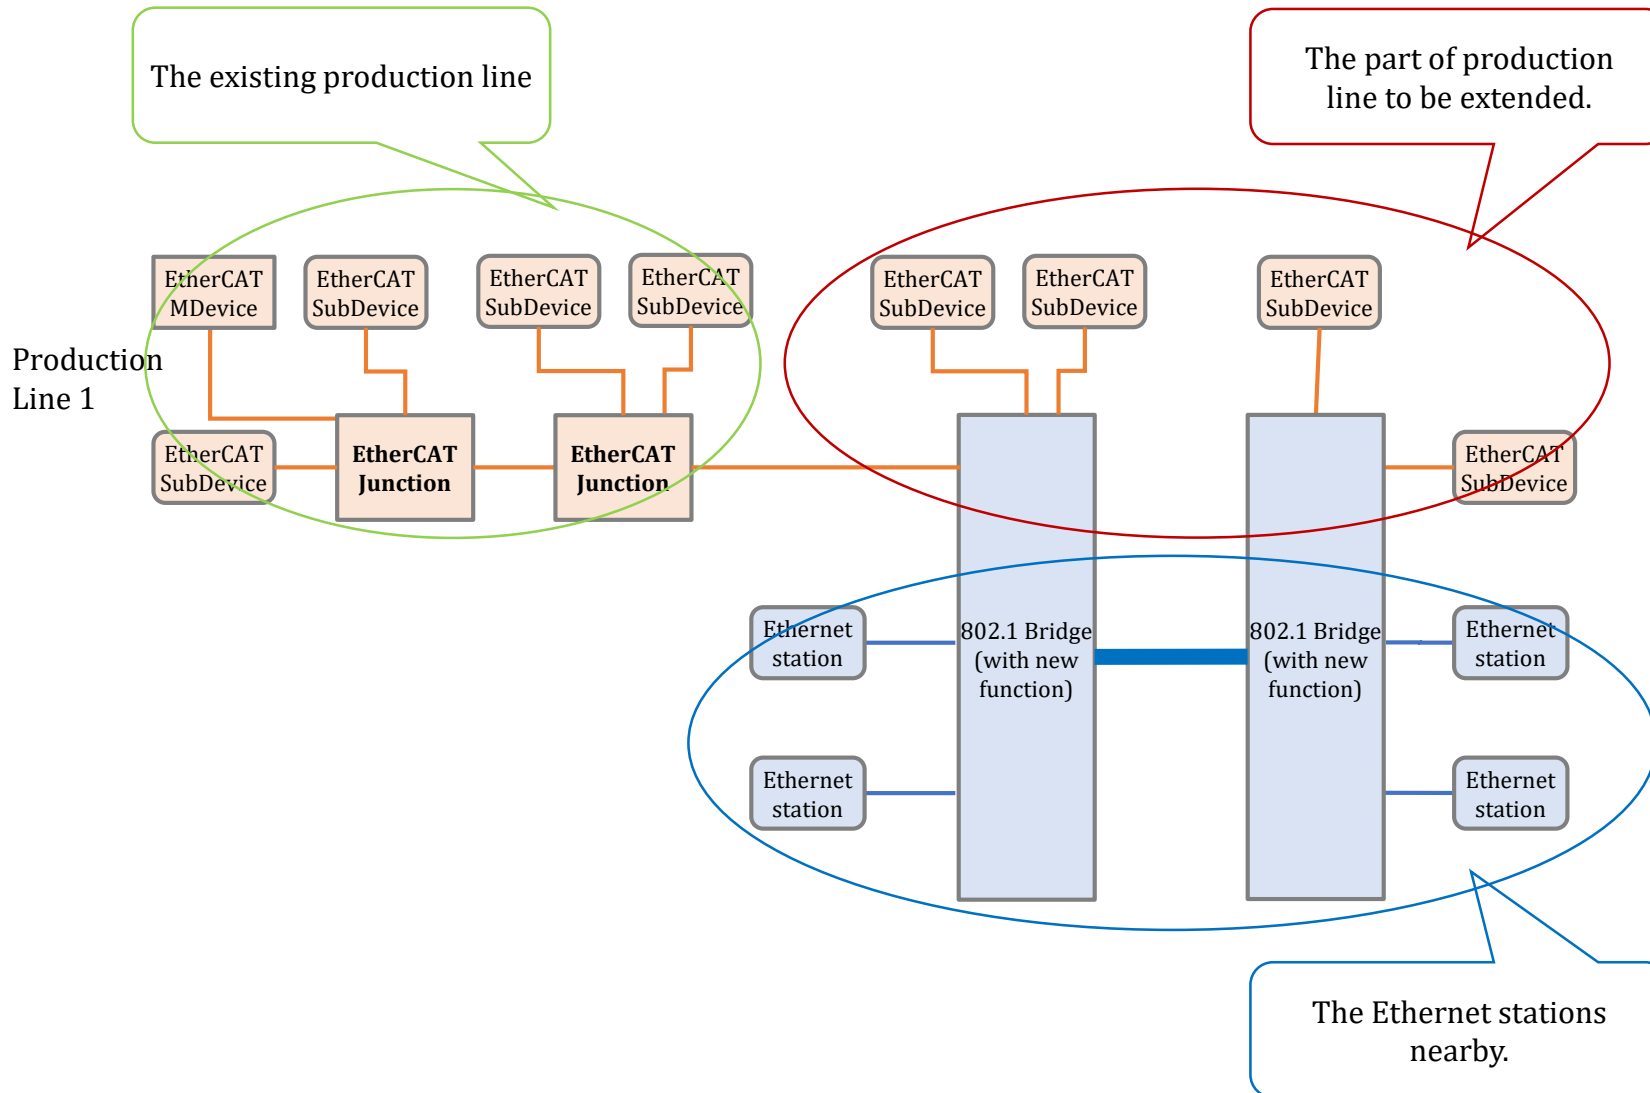 The existing production line
The part of production
line to be extended.
EtherCAT
MDevice
EtherCAT
SubDevice
EtherCAT
SubDevice
EtherCAT
SubDevice
EtherCAT
SubDevice
EtherCAT
SubDevice
EtherCAT
SubDevice
Production
Line 1
EtherCAT
SubDevice
EtherCAT
Junction
EtherCAT
Junction
EtherCAT
SubDevice
Ethernet
station
802.1 Bridge
(with new
function)
802.1 Bridge
(with new
function)
Ethernet
station
Ethernet
station
Ethernet
station
The Ethernet stations
nearby.